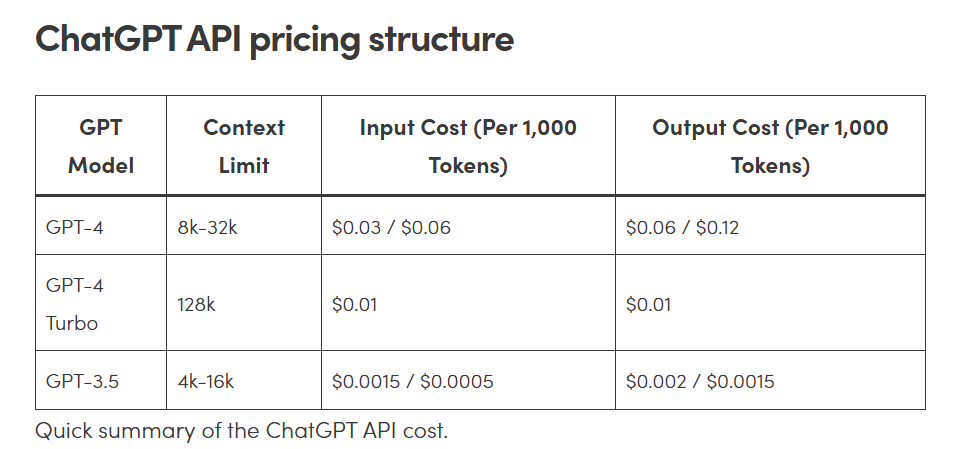 ChatGPT API pricing structure
GPT Model
Context Limit
Input Cost (Per 1,000 Tokens)
Output Cost (Per 1,000 Tokens)
GPT-4
8k-32k
$0.03 / $0.06
$0.06 / $0.12
GPT-4 Turbo
128k
$0.01
$0.01
GPT-3.5
4k-16k
$0.0015 / $0.0005
$0.002 / $0.0015
Quick summary of the ChatGPT API cost.